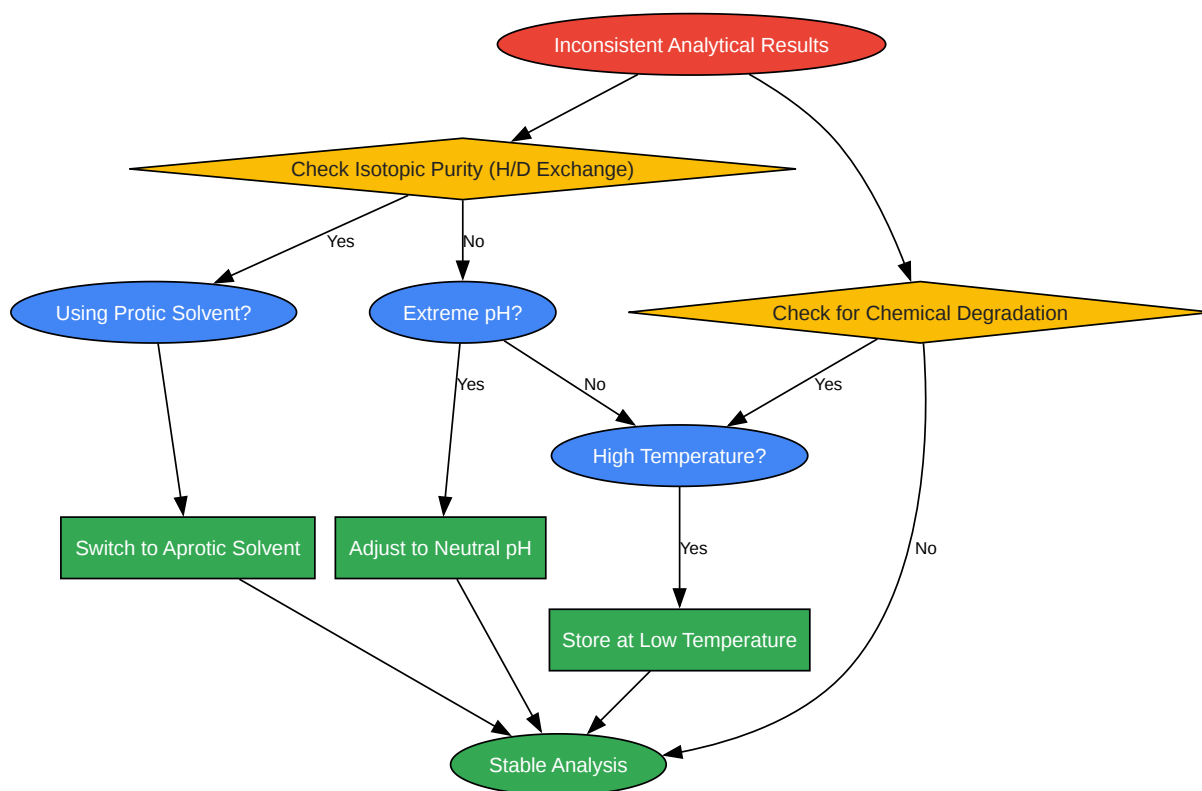 Inconsistent Analytical Results
Check Isotopic Purity (H/D Exchange)
Yes
No
Using Protic Solvent?
Extreme pH?
Check for Chemical Degradation
Yes
No
Yes
High Temperature?
Switch to Aprotic Solvent
Adjust to Neutral pH
Yes
No
Store at Low Temperature
Stable Analysis